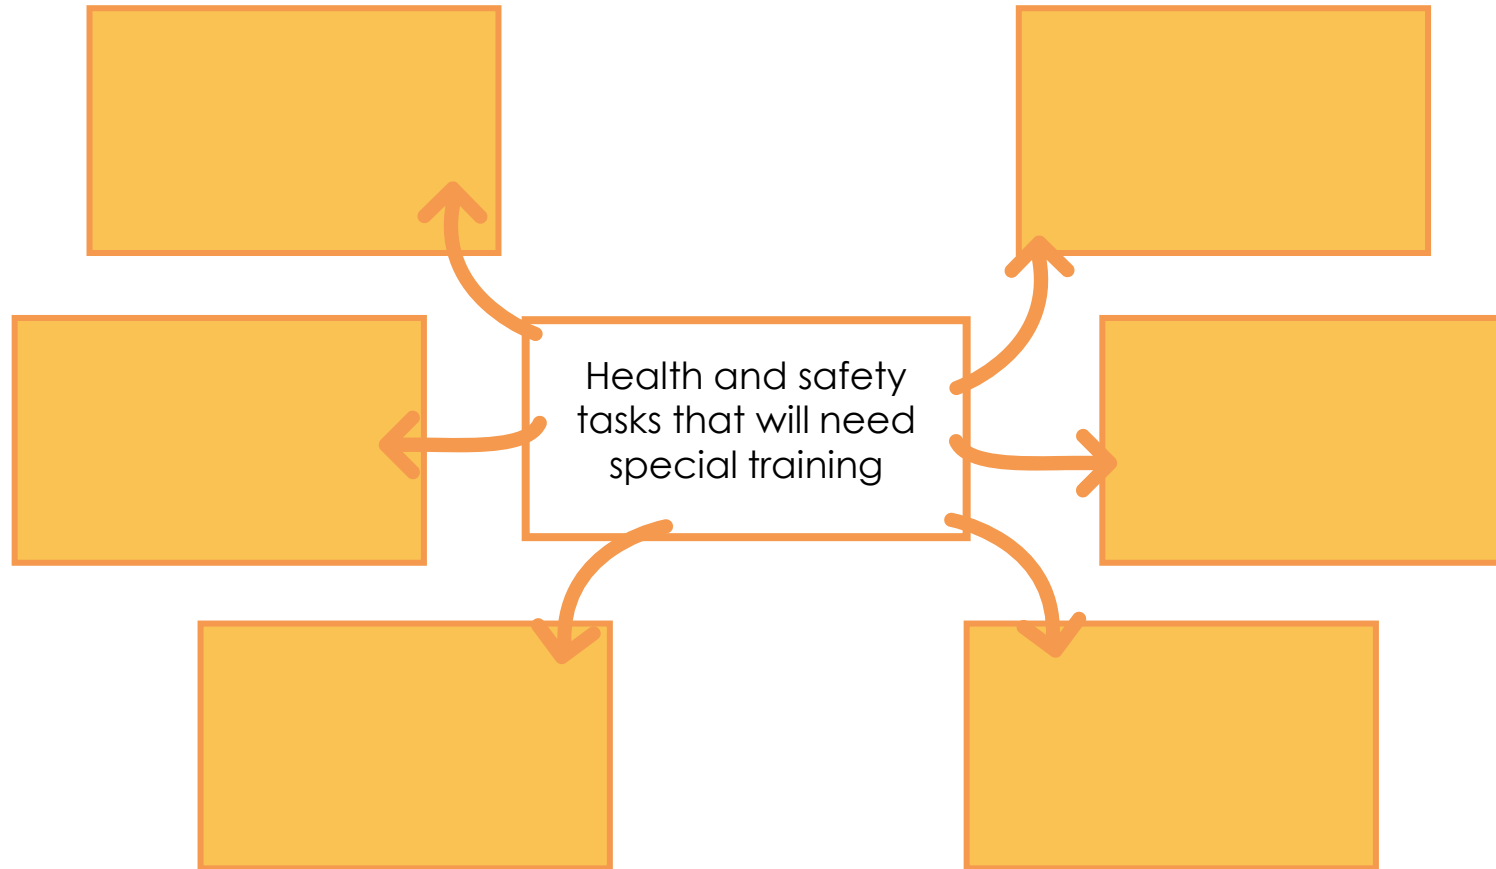 Health and safety
tasks that will need
special training